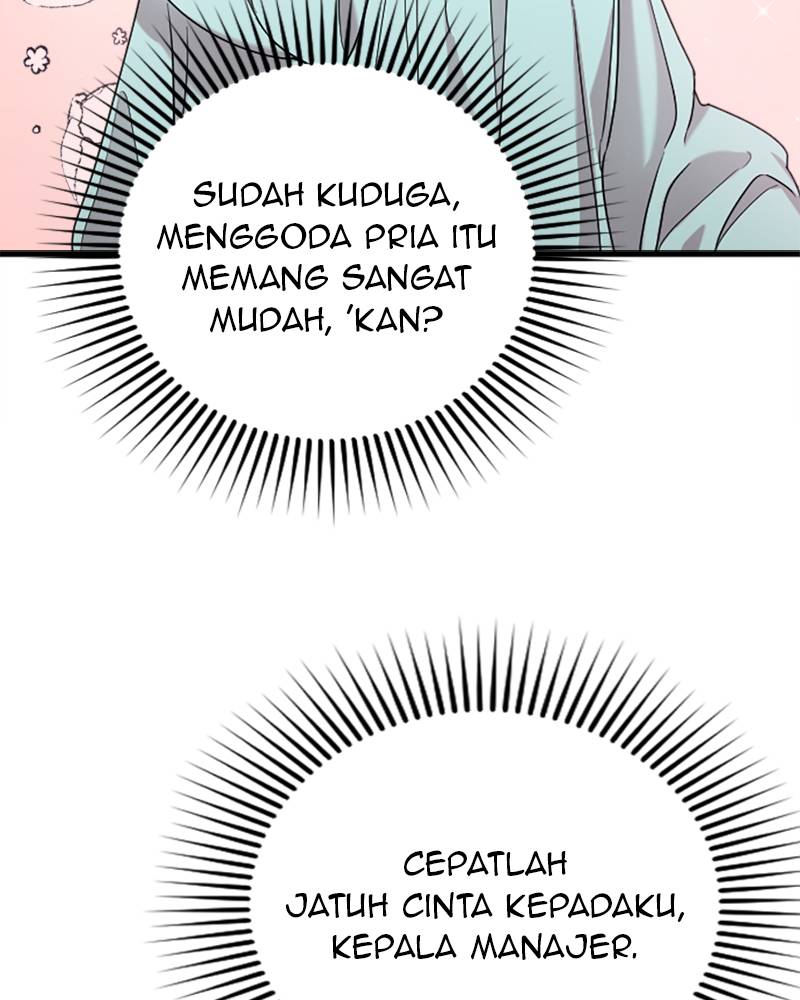 SUDAH KUDUGA,
MENGGODA PRIA ITU
MEMANG SANGAT
MUDAH, 'KAN?
CEPATLAH
JATUH CINTA KEPADAKU,
KEPALA MANAJER.